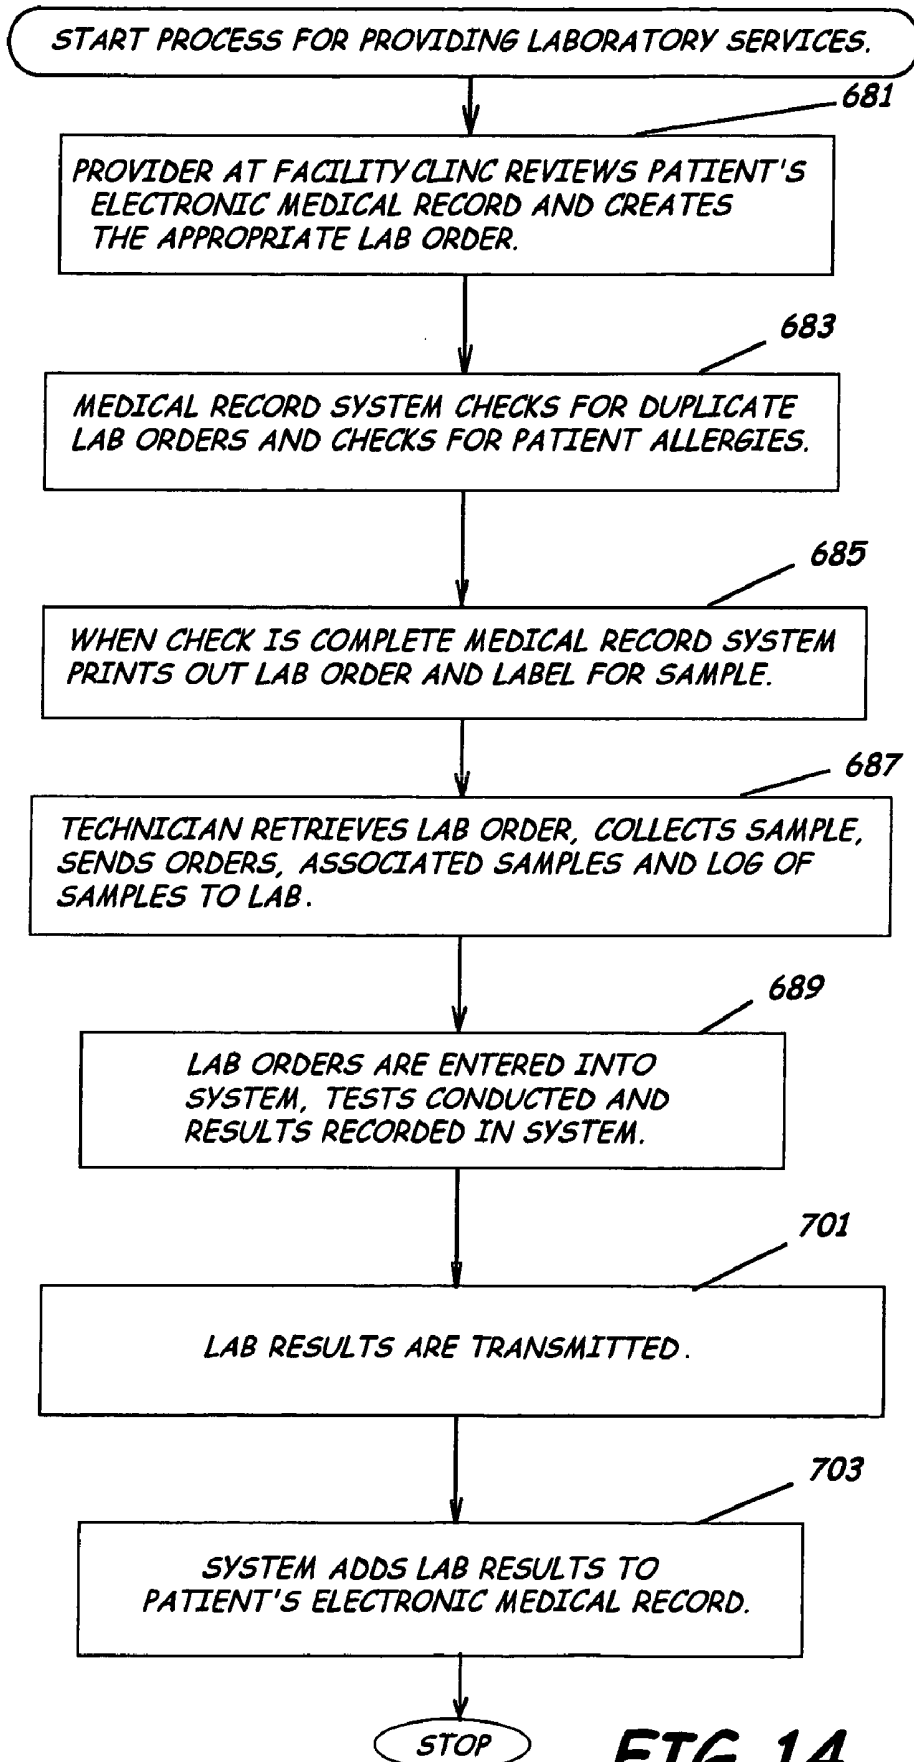 START PROCESS FOR PROVIDING LABORATORY SERVICES.
681
PROVIDER AT FACILITY CLINC REVIEWS PATIENT'S
ELECTRONIC MEDICAL RECORD AND CREATES
THE APPROPRIATE LAB ORDER.
683
MEDICAL RECORD SYSTEM CHECKS FOR DUPLICATE
LAB ORDERS AND CHECKS FOR PATIENT ALLERGIES.
685
WHEN CHECK IS COMPLETE MEDICAL RECORD SYSTEM
PRINTS OUT LAB ORDER AND LABEL FOR SAMPLE.
687
TECHNICIAN RETRIEVES LAB ORDER, COLLECTS SAMPLE,
SENDS ORDERS, ASSOCIATED SAMPLES AND LOG OF
SAMPLES TO LAB.
689
LAB ORDERS ARE ENTERED INTO
SYSTEM, TESTS CONDUCTED AND
RESULTS RECORDED IN SYSTEM.
701
LAB RESULTS ARE TRANSMITTED.
703
SYSTEM ADDS LAB RESULTS TO
PATIENT'S ELECTRONIC MEDICAL RECORD.
STOP
FIG. 14